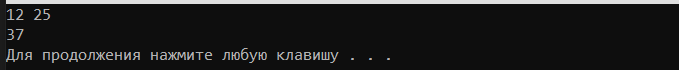 12 25
37
Для продолжения нажмите любую клавишу . . .